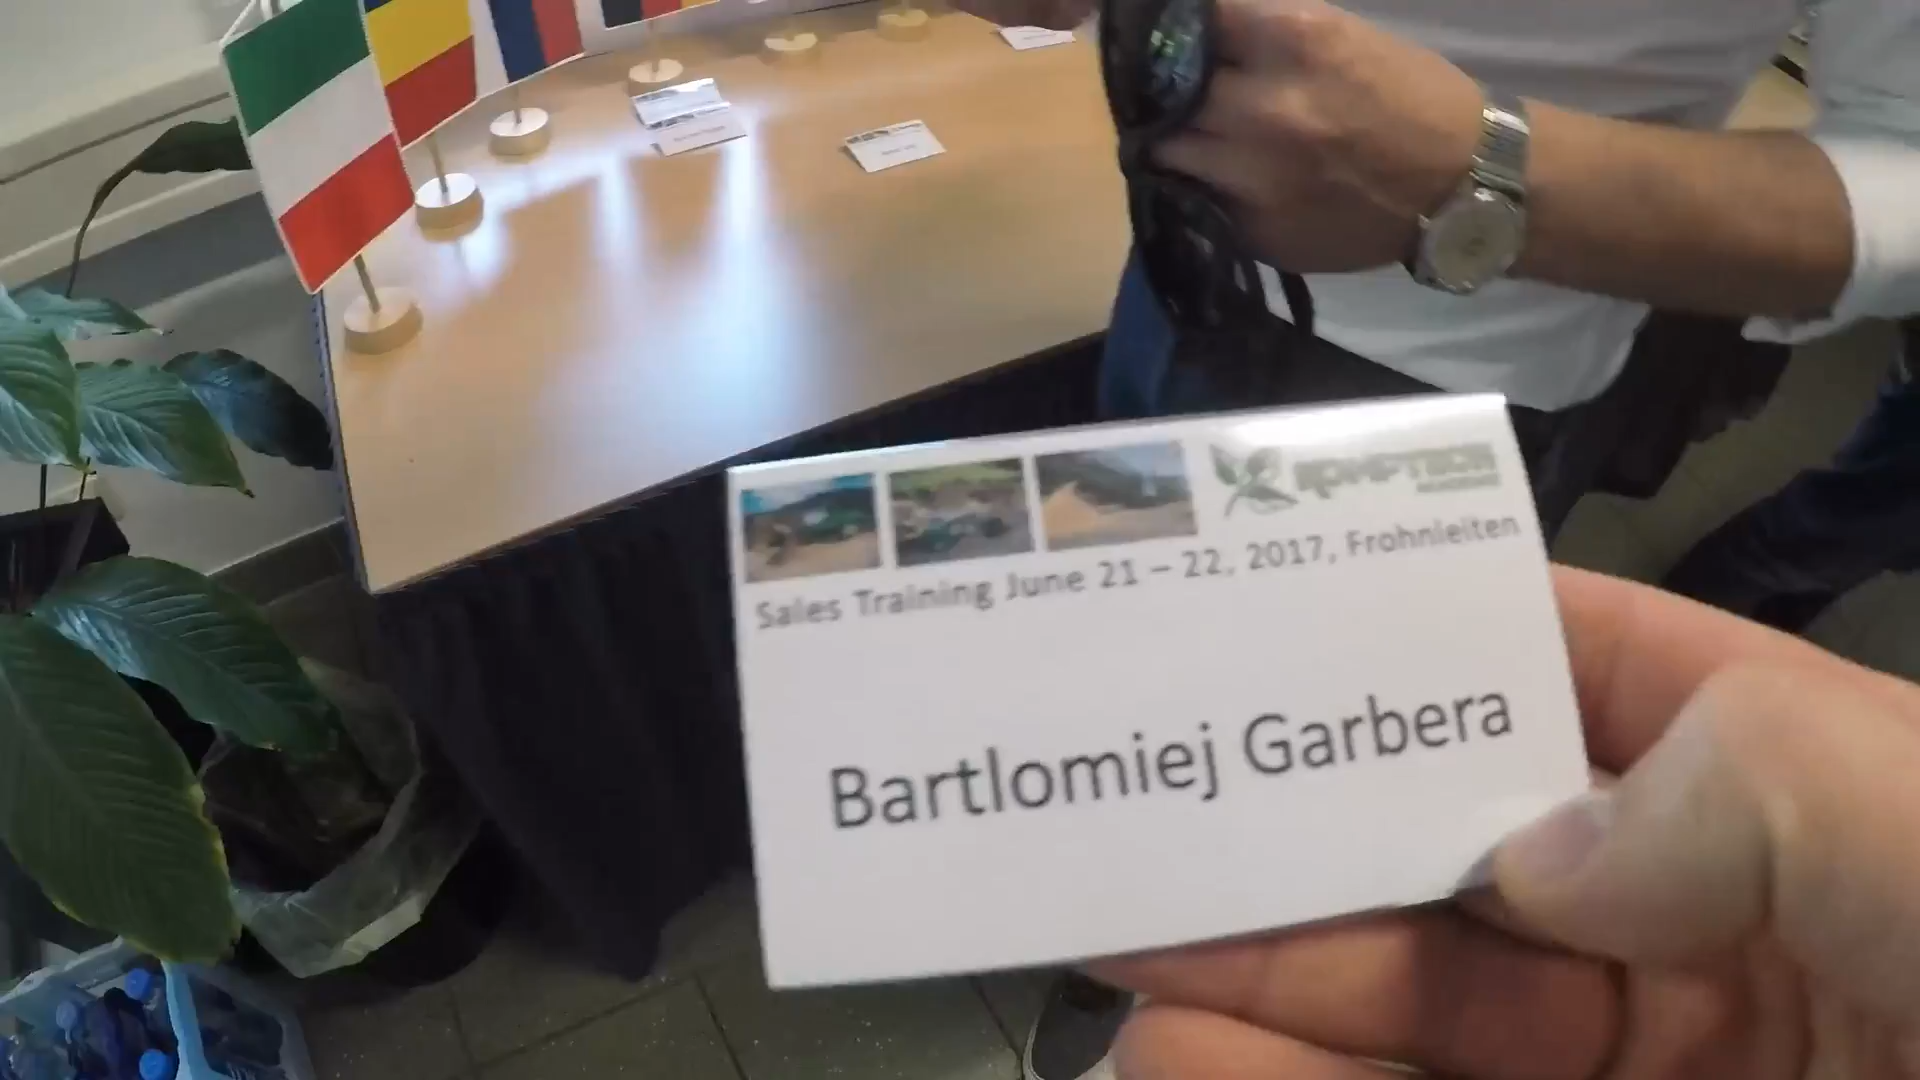 Sales Training June 21 – 22, 2017, Frohnleiten
Bartlomiej Garbera